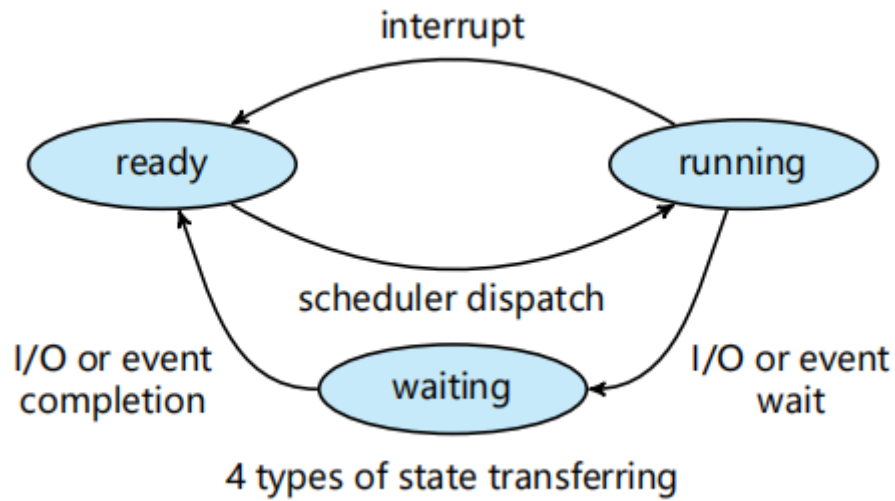 interrupt
ready
running
scheduler dispatch
I/O or event
completion
waiting
I/O or event
wait
4 types of state transferring